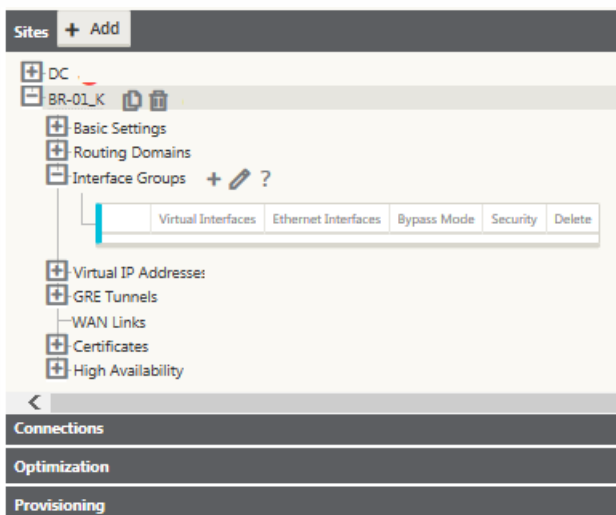 Sites + Add
DC
BR-01_K
Basic Settings
Routing Domains
Interface Groups + ?
Virtual Interfaces Ethernet Interfaces Bypass Mode Security Delete
Virtual IP Addresses
GRE Tunnels
WAN Links
Certificates
High Availability
Connections
Optimization
Provisioning